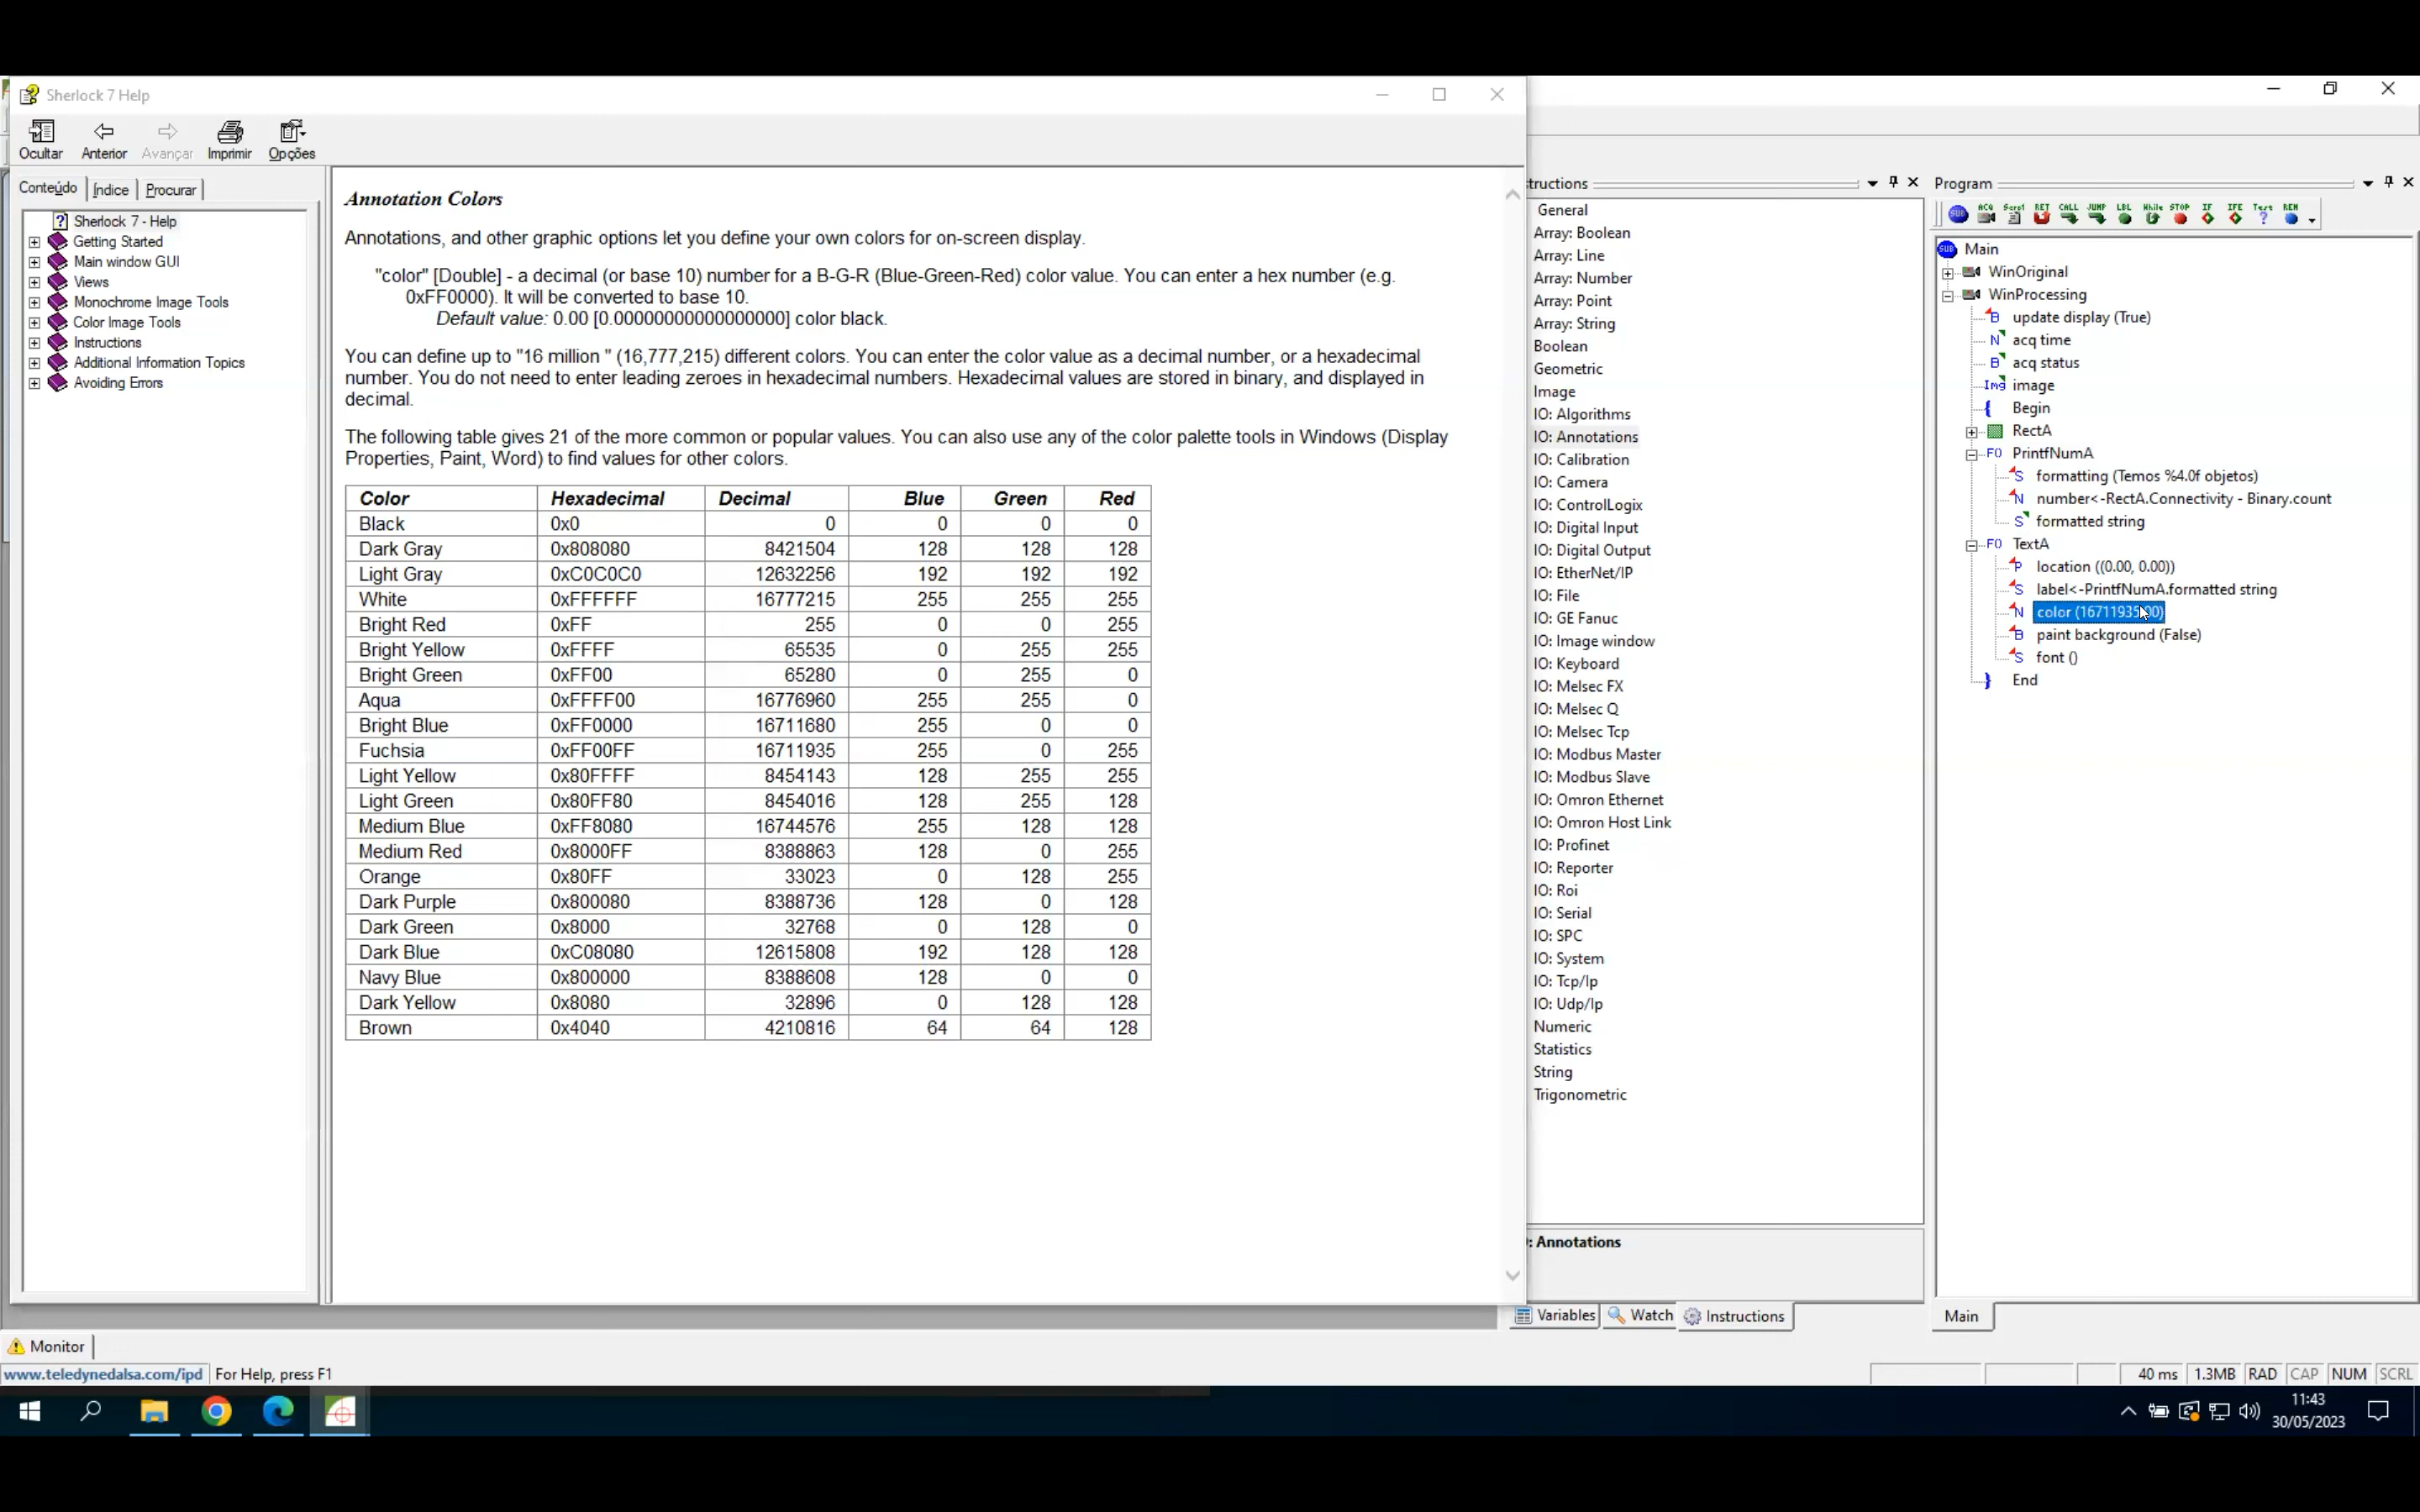 Sherlock 7 Help
Ocultar Anterior Avançar Imprimir Opções
Conteúdo Índice Procurar
Sherlock 7 - Help
Getting Started
Main window GUI
Views
Monochrome Image Tools
Color Image Tools
Instructions
Additional Information Topics
Avoiding Errors
Annotation Colors
Annotations, and other graphic options let you define your own colors for on-screen display.
"color" [Double] - a decimal (or base 10) number for a B-G-R (Blue-Green-Red) color value. You can enter a hex number (e.g.
0xFF0000). It will be converted to base 10.
Default value: 0.00 [0.00000000000000000] color black.
You can define up to "16 million " (16,777,215) different colors. You can enter the color value as a decimal number, or a hexadecimal
number. You do not need to enter leading zeroes in hexadecimal numbers. Hexadecimal values are stored in binary, and displayed in
decimal.
The following table gives 21 of the more common or popular values. You can also use any of the color palette tools in Windows (Display
Properties, Paint, Word) to find values for other colors.
Color Hexadecimal Decimal Blue Green Red
Black 0x0 0 0 0 0
Dark Gray 0x808080 8421504 128 128 128
Light Gray 0xC0C0C0 12632256 192 192 192
White 0xFFFFFF 16777215 255 255 255
Bright Red 0xFF 255 0 0 255
Bright Yellow 0xFFFF 65535 0 255 255
Bright Green 0xFF00 65280 0 255 0
Aqua 0xFFFF00 16776960 255 255 0
Bright Blue 0xFF0000 16711680 255 0 0
Fuchsia 0xFF00FF 16711935 255 0 255
Light Yellow 0x80FFFF 8454143 128 255 255
Light Green 0x80FF80 8454016 128 255 128
Medium Blue 0xFF8080 16744576 255 128 128
Medium Red 0x8000FF 8388863 128 0 255
Orange 0x80FF 33023 0 128 255
Dark Purple 0x800080 8388736 128 0 128
Dark Green 0x8000 32768 0 128 0
Dark Blue 0xC08080 12615808 192 128 128
Navy Blue 0x800000 8388608 128 0 0
Dark Yellow 0x8080 32896 0 128 128
Brown 0x4040 4210816 64 64 128
tructions
General
Array: Boolean
Array: Line
Array: Number
Array: Point
Array: String
Boolean
Geometric
Image
IO: Algorithms
IO: Annotations
IO: Calibration
IO: Camera
IO: ControlLogix
IO: Digital Input
IO: Digital Output
IO: EtherNet/IP
IO: File
IO: GE Fanuc
IO: Image window
IO: Keyboard
IO: Melsec FX
IO: Melsec Q
IO: Melsec Tcp
IO: Modbus Master
IO: Modbus Slave
IO: Omron Ethernet
IO: Omron Host Link
IO: Profinet
IO: Reporter
IO: Roi
IO: Serial
IO: SPC
IO: System
IO: Tcp/Ip
IO: Udp/Ip
Numeric
Statistics
String
Trigonometric
: Annotations
Variables Watch Instructions
Program
SUB ACQ Script RET CALL JUMP LBL While STOP IF IFE Test REM
SUB Main
WinOriginal
WinProcessing
B update display (True)
N acq time
B acq status
Img image
{ Begin
RectA
F() PrintfNumA
S formatting (Temos %4.0f objetos)
N number<-RectA.Connectivity - Binary.count
S formatted string
F() TextA
P location ((0.00, 0.00))
S label<-PrintfNumA.formatted string
N color (16711935.00)
B paint background (False)
S font ()
} End
Main
Monitor
www.teledynedalsa.com/ipd For Help, press F1
40 ms 1.3MB RAD CAP NUM SCRL
11:43
30/05/2023